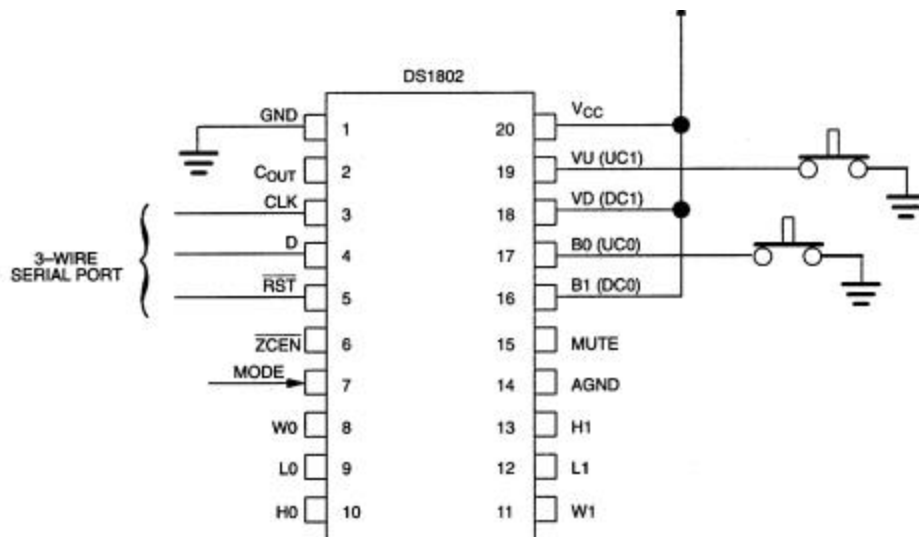 DS1802
GND 1
C_OUT 2
CLK 3
D 4
RST 5
ZCEN 6
MODE 7
W0 8
L0 9
H0 10
3–WIRE
SERIAL PORT
20 V_CC
19 VU (UC1)
18 VD (DC1)
17 B0 (UC0)
16 B1 (DC0)
15 MUTE
14 AGND
13 H1
12 L1
11 W1